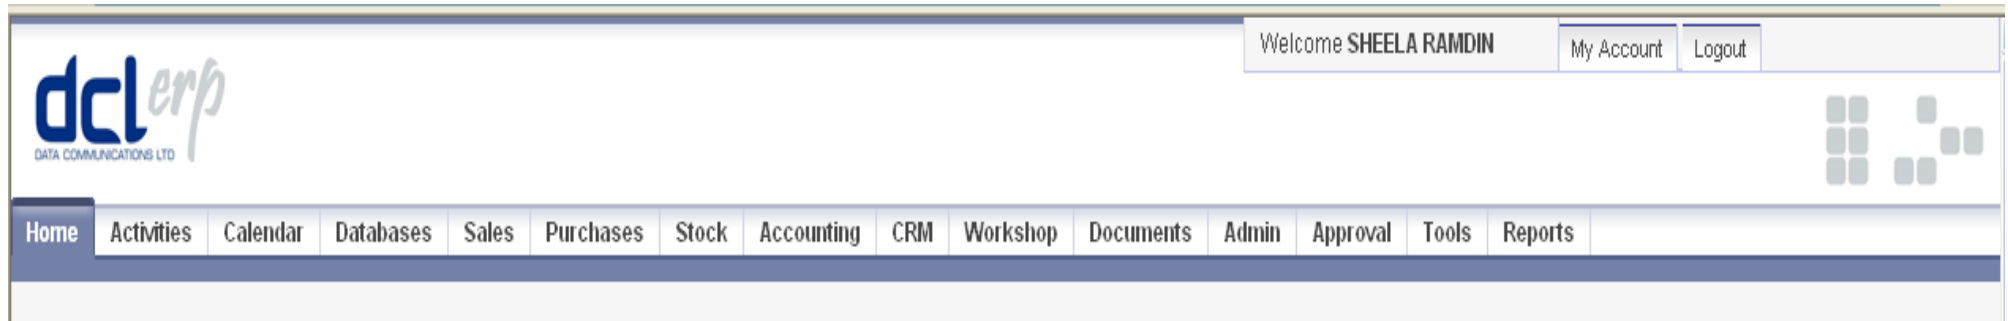 Welcome SHEELA RAMDIN My Account Logout
dcl erp
DATA COMMUNICATIONS LTD
Home Activities Calendar Databases Sales Purchases Stock Accounting CRM Workshop Documents Admin Approval Tools Reports